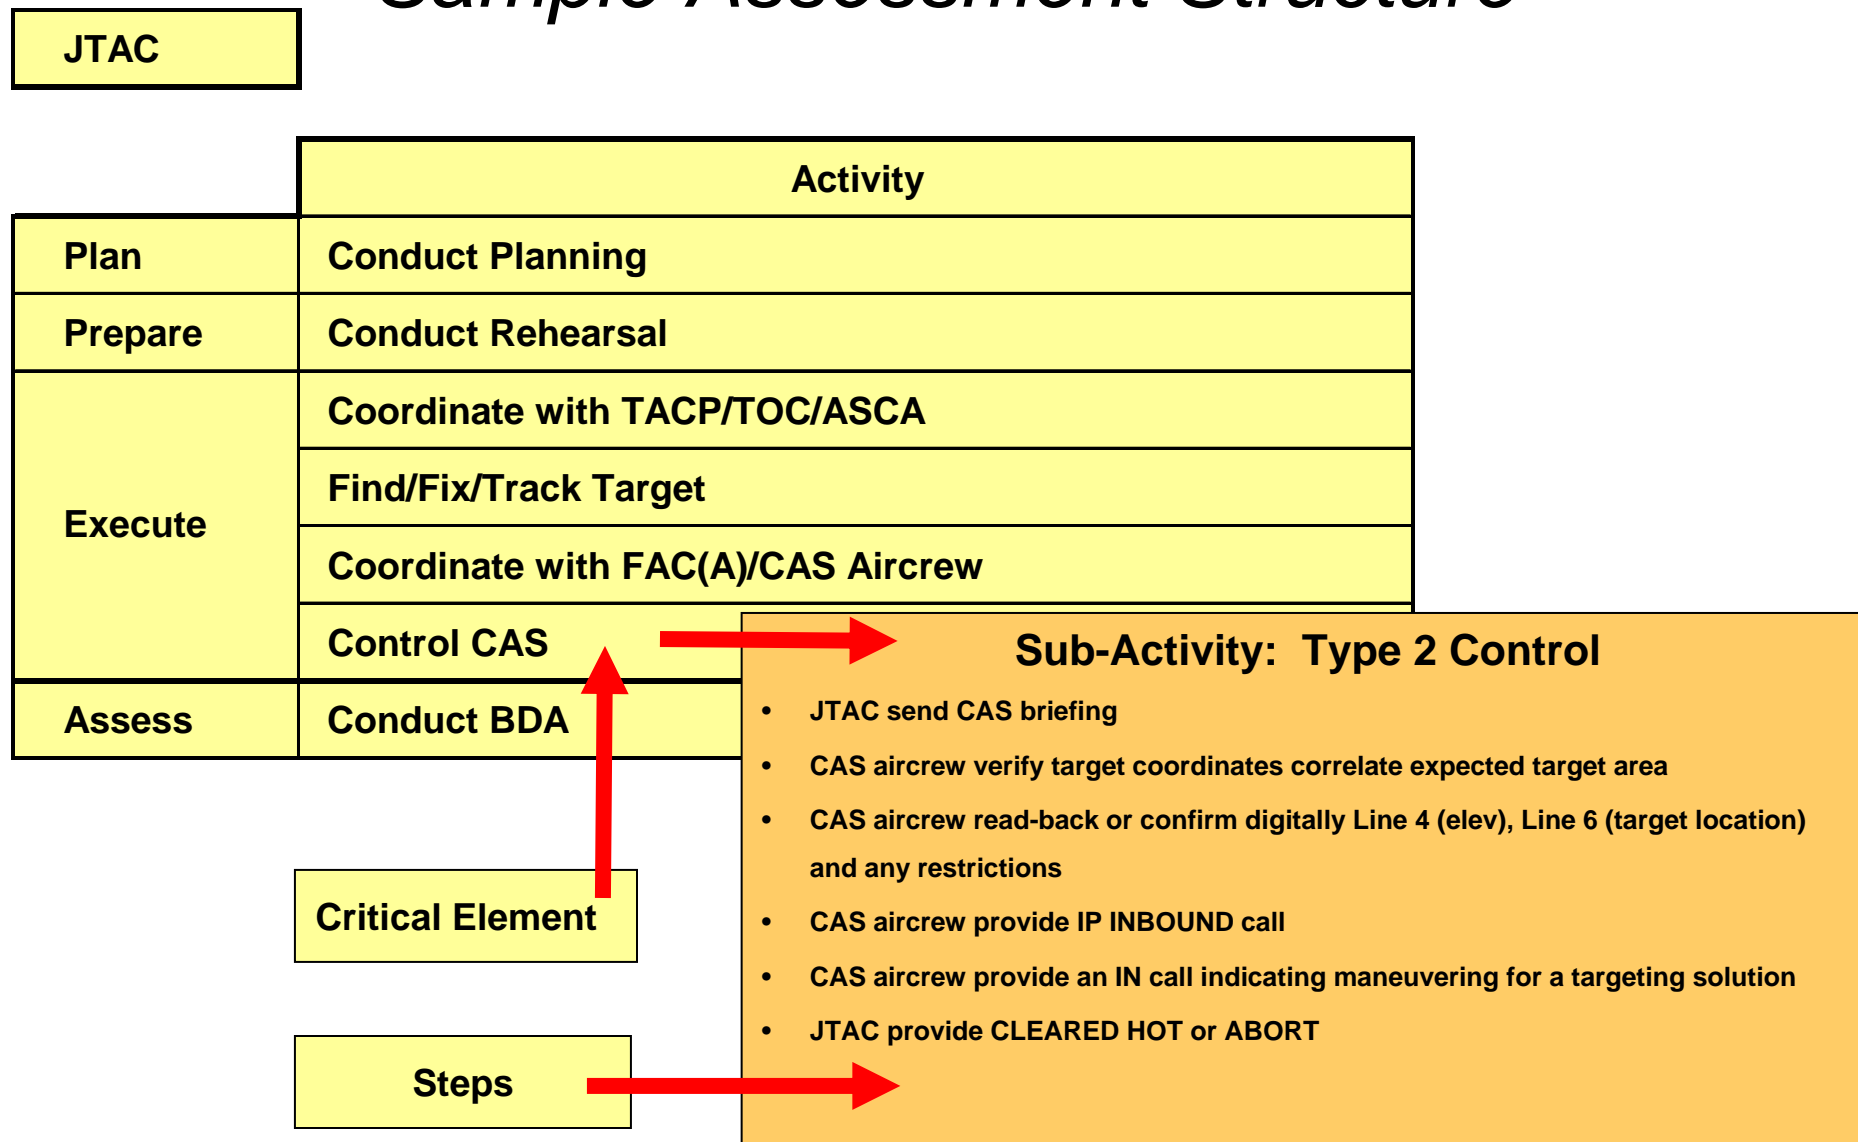 Sample Assessment Structure
JTAC
Activity
Plan
Conduct Planning
Prepare
Conduct Rehearsal
Execute
Coordinate with TACP/TOC/ASCA
Find/Fix/Track Target
Coordinate with FAC(A)/CAS Aircrew
Control CAS
Assess
Conduct BDA
Sub-Activity: Type 2 Control
• JTAC send CAS briefing
• CAS aircrew verify target coordinates correlate expected target area
• CAS aircrew read-back or confirm digitally Line 4 (elev), Line 6 (target location)
and any restrictions
• CAS aircrew provide IP INBOUND call
• CAS aircrew provide an IN call indicating maneuvering for a targeting solution
• JTAC provide CLEARED HOT or ABORT
Critical Element
Steps